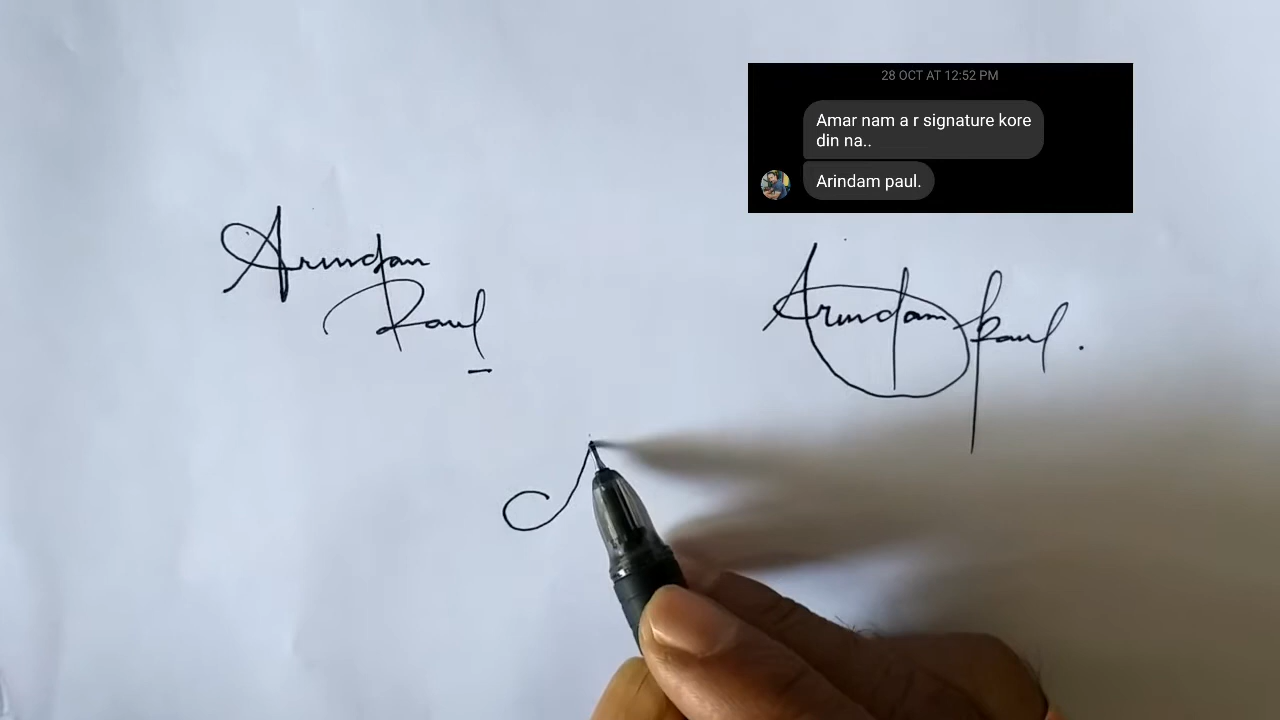 28 OCT AT 12:52 PM
Amar nam a r signature kore
din na..
Arindam paul.
Arindam
Paul
Arindam paul.